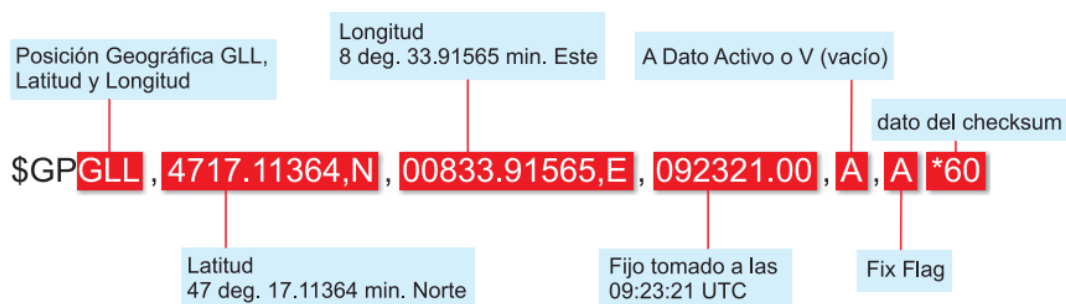 Posición Geográfica GLL,
Latitud y Longitud
Longitud
8 deg. 33.91565 min. Este
A Dato Activo o V (vacío)
dato del checksum
$GPGLL , 4717.11364,N , 00833.91565,E , 092321.00 , A , A *60
Latitud
47 deg. 17.11364 min. Norte
Fijo tomado a las
09:23:21 UTC
Fix Flag